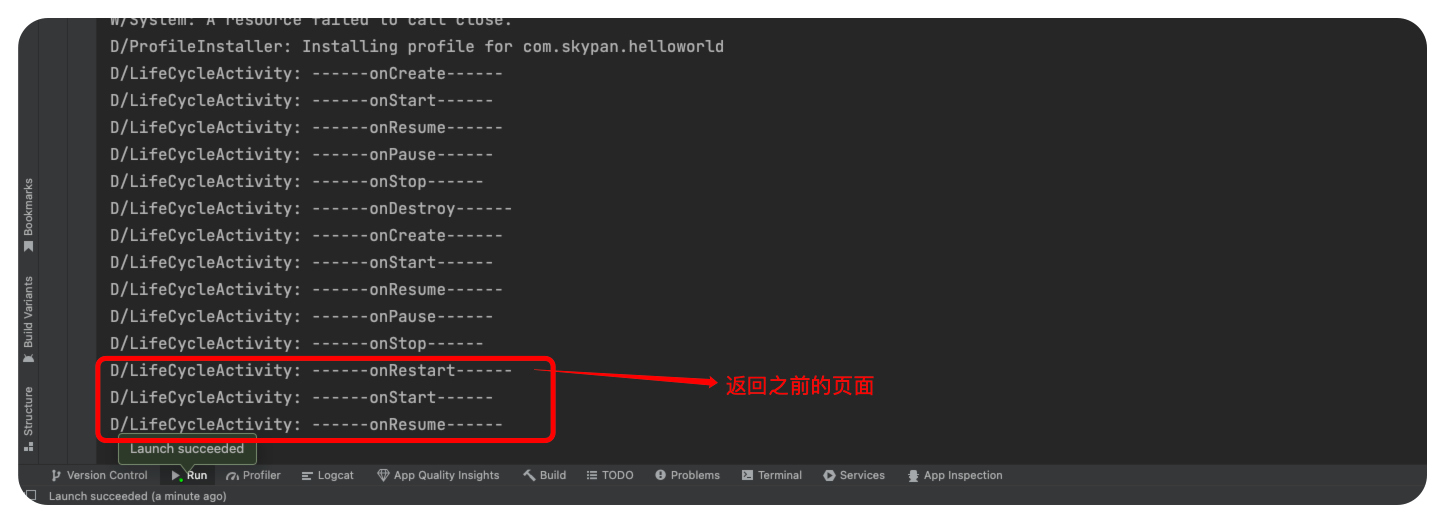 W/System: A resource failed to call close.
D/ProfileInstaller: Installing profile for com.skypan.helloworld
D/LifeCycleActivity: ------onCreate------
D/LifeCycleActivity: ------onStart------
D/LifeCycleActivity: ------onResume------
D/LifeCycleActivity: ------onPause------
D/LifeCycleActivity: ------onStop------
D/LifeCycleActivity: ------onDestroy------
D/LifeCycleActivity: ------onCreate------
D/LifeCycleActivity: ------onStart------
D/LifeCycleActivity: ------onResume------
D/LifeCycleActivity: ------onPause------
D/LifeCycleActivity: ------onStop------
D/LifeCycleActivity: ------onRestart------
返回之前的页面
D/LifeCycleActivity: ------onStart------
D/LifeCycleActivity: ------onResume------
Bookmarks
Build Variants
Structure
Launch succeeded
Version Control Run Profiler Logcat App Quality Insights Build TODO Problems Terminal Services App Inspection
Launch succeeded (a minute ago)